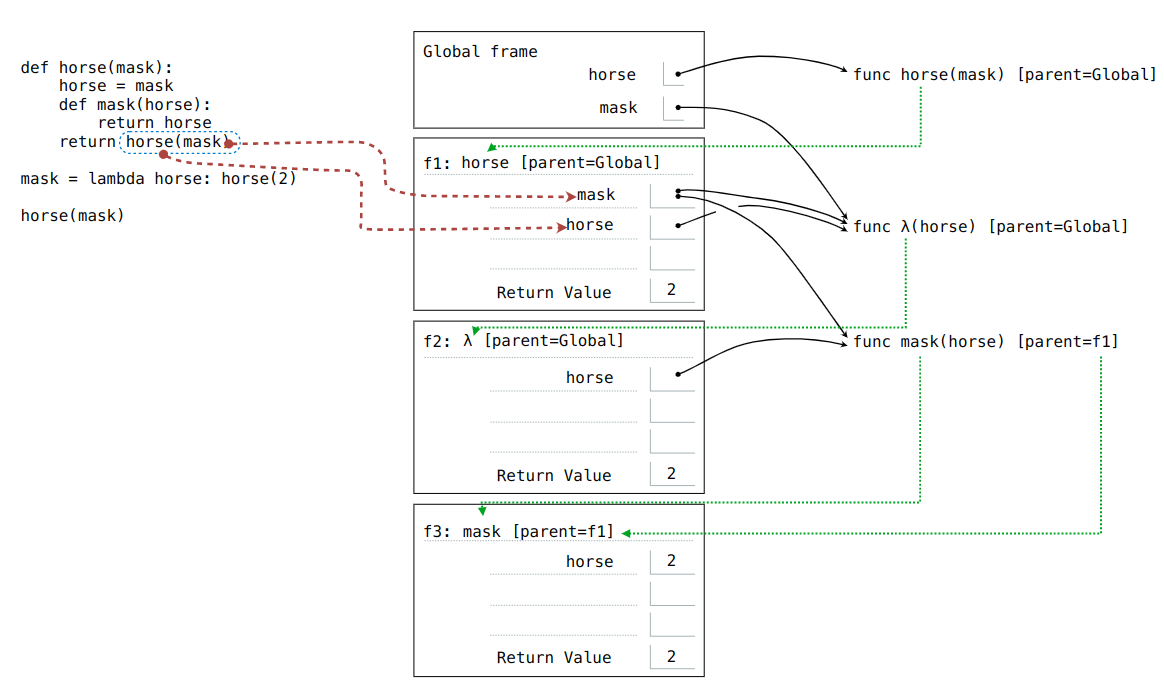 def horse(mask):
    horse = mask
    def mask(horse):
        return horse
    return horse(mask)
mask = lambda horse: horse(2)
horse(mask)
Global frame
horse
mask
f1: horse [parent=Global]
mask
horse
Return Value 2
f2: λ [parent=Global]
horse
Return Value 2
f3: mask [parent=f1]
horse 2
Return Value 2
func horse(mask) [parent=Global]
func λ(horse) [parent=Global]
func mask(horse) [parent=f1]